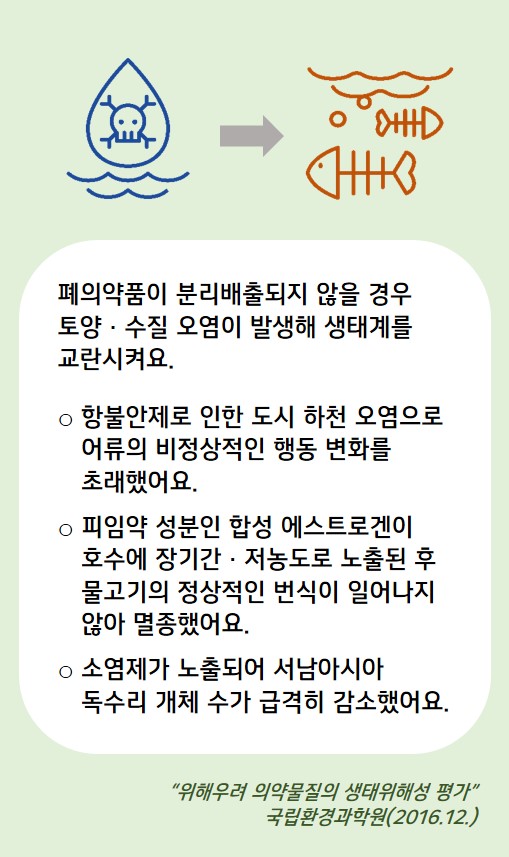 폐의약품이 분리배출되지 않을 경우
토양 · 수질 오염이 발생해 생태계를
교란시켜요.
○ 항불안제로 인한 도시 하천 오염으로
어류의 비정상적인 행동 변화를
초래했어요.
○ 피임약 성분인 합성 에스트로겐이
호수에 장기간 · 저농도로 노출된 후
물고기의 정상적인 번식이 일어나지
않아 멸종했어요.
○ 소염제가 노출되어 서남아시아
독수리 개체 수가 급격히 감소했어요.
“위해우려 의약물질의 생태위해성 평가”
국립환경과학원(2016.12.)